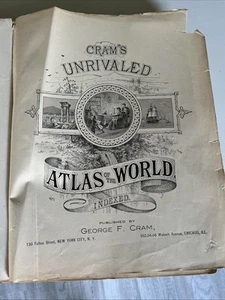 CRAM'S
UNRIVALED
ATLAS OF THE WORLD.
INDEXED.
PUBLISHED BY
GEORGE F. CRAM,
NEW YORK CITY, N. Y.
CHICAGO, ILL.